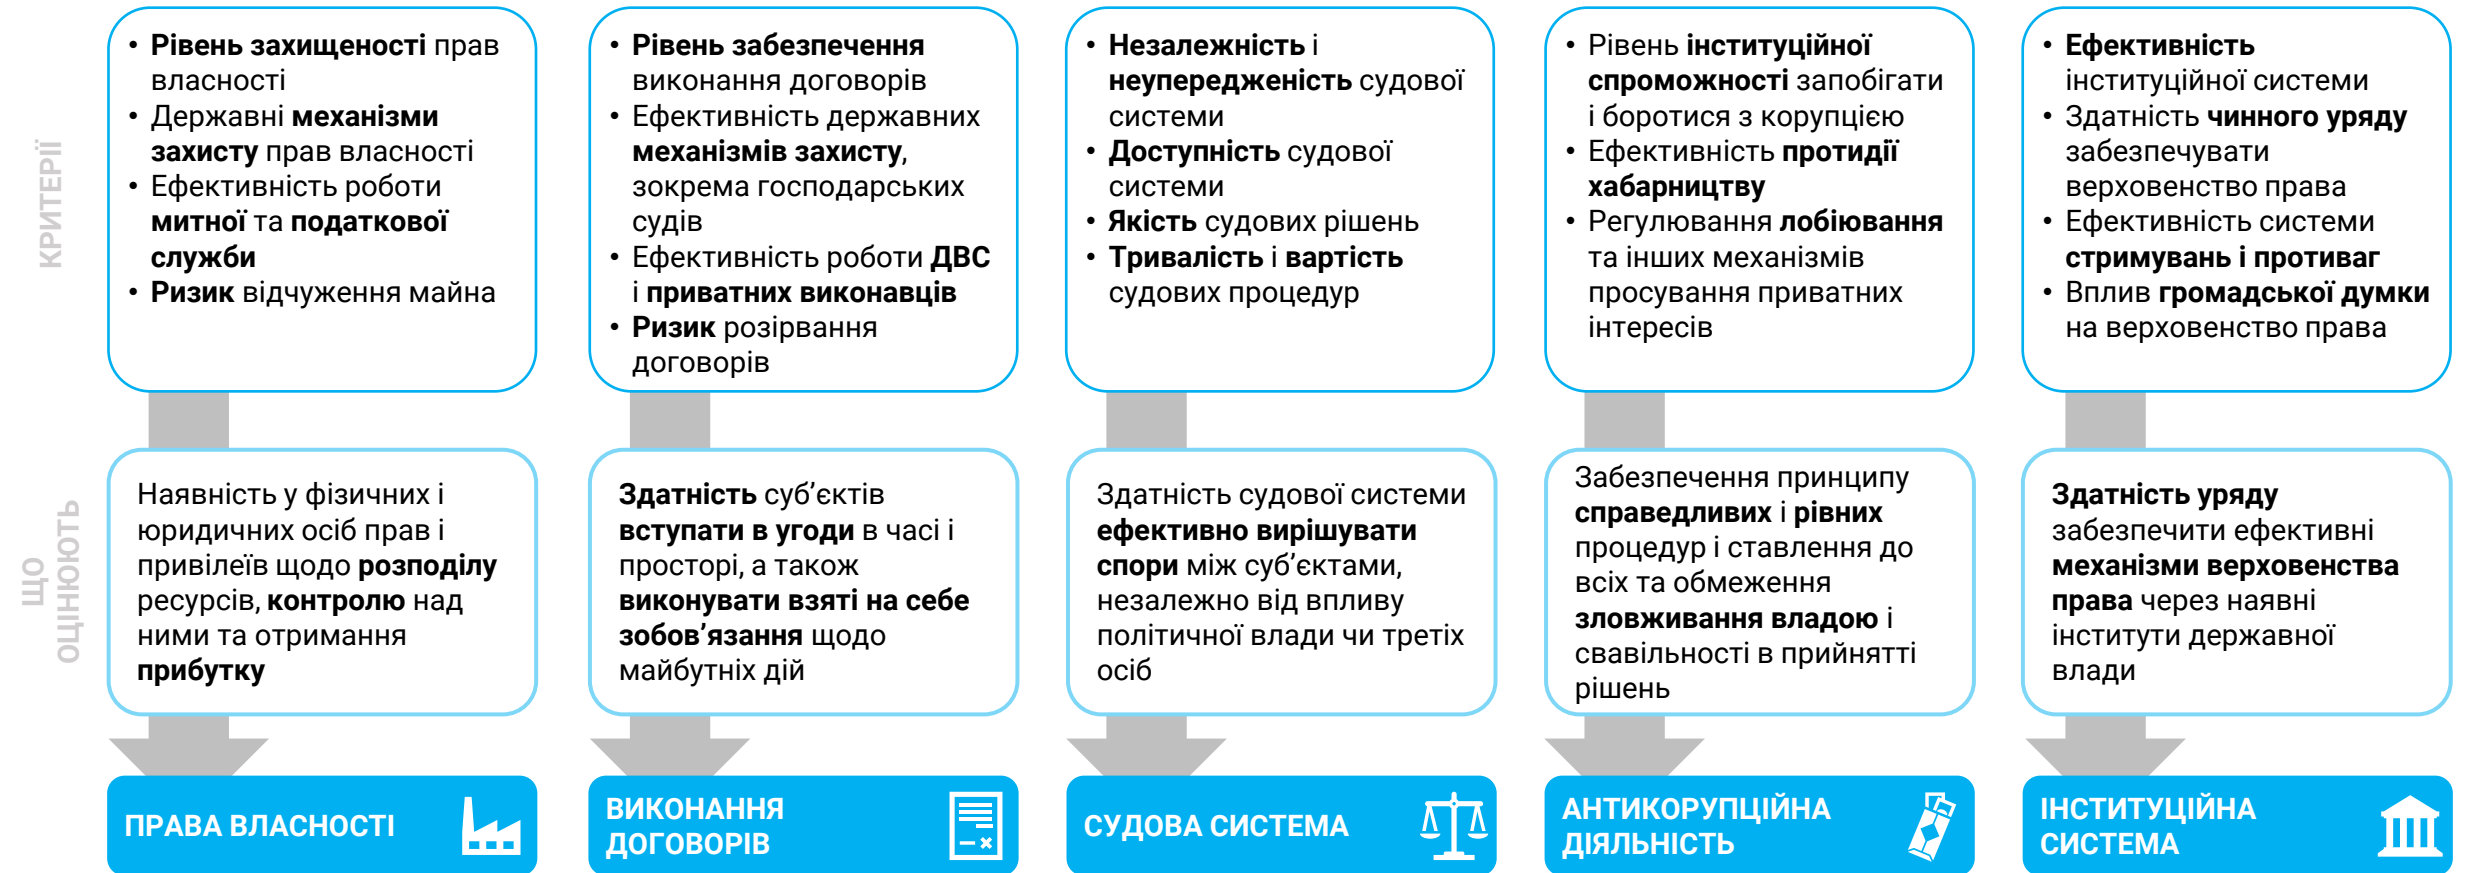 КРИТЕРІЇ
• Рівень захищеності прав
власності
• Державні механізми
захисту прав власності
• Ефективність роботи
митної та податкової
служби
• Ризик відчуження майна
• Рівень забезпечення
виконання договорів
• Ефективність державних
механізмів захисту,
зокрема господарських
судів
• Ефективність роботи ДВС
і приватних виконавців
• Ризик розірвання
договорів
• Незалежність і
неупередженість судової
системи
• Доступність судової
системи
• Якість судових рішень
• Тривалість і вартість
судових процедур
• Рівень інституційної
спроможності запобігати
і боротися з корупцією
• Ефективність протидії
хабарництву
• Регулювання лобіювання
та інших механізмів
просування приватних
інтересів
• Ефективність
інституційної системи
• Здатність чинного уряду
забезпечувати
верховенство права
• Ефективність системи
стримувань і противаг
• Вплив громадської думки
на верховенство права
ЩО
ОЦІНЮЮТЬ
Наявність у фізичних і
юридичних осіб прав і
привілеїв щодо розподілу
ресурсів, контролю над
ними та отримання
прибутку
Здатність суб’єктів
вступати в угоди в часі і
просторі, а також
виконувати взяті на себе
зобов’язання щодо
майбутніх дій
Здатність судової системи
ефективно вирішувати
спори між суб’єктами,
незалежно від впливу
політичної влади чи третіх
осіб
Забезпечення принципу
справедливих і рівних
процедур і ставлення до
всіх та обмеження
зловживання владою і
свавільності в прийнятті
рішень
Здатність уряду
забезпечити ефективні
механізми верховенства
права через наявні
інститути державної
влади
ПРАВА ВЛАСНОСТІ
ВИКОНАННЯ
ДОГОВОРІВ
СУДОВА СИСТЕМА
АНТИКОРУПЦІЙНА
ДІЯЛЬНІСТЬ
ІНСТИТУЦІЙНА
СИСТЕМА